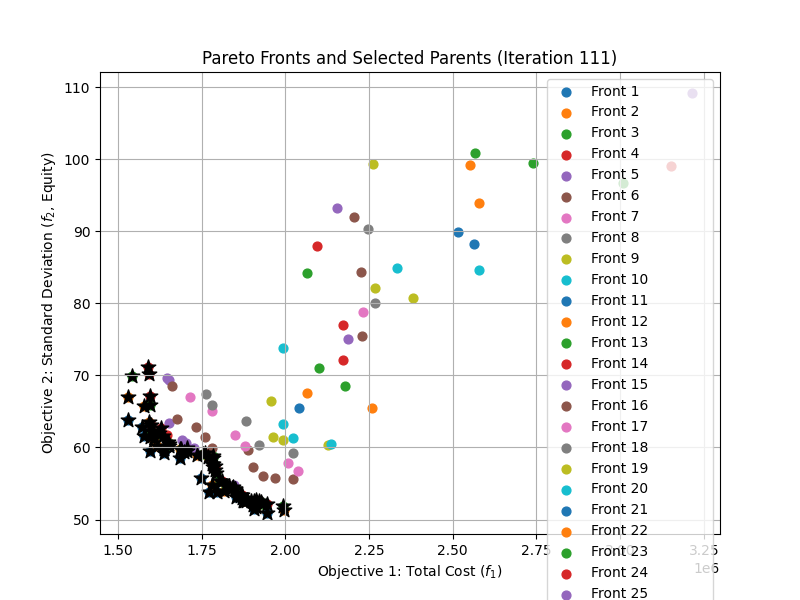 Pareto Fronts and Selected Parents (Iteration 111)
Objective 2: Standard Deviation (f₂, Equity)
110
100
90
80
70
60
50
1.50 1.75 2.00 2.25 2.50 2.75 3.00 3.25
1e6
Objective 1: Total Cost (f₁)
Front 1
Front 2
Front 3
Front 4
Front 5
Front 6
Front 7
Front 8
Front 9
Front 10
Front 11
Front 12
Front 13
Front 14
Front 15
Front 16
Front 17
Front 18
Front 19
Front 20
Front 21
Front 22
Front 23
Front 24
Front 25